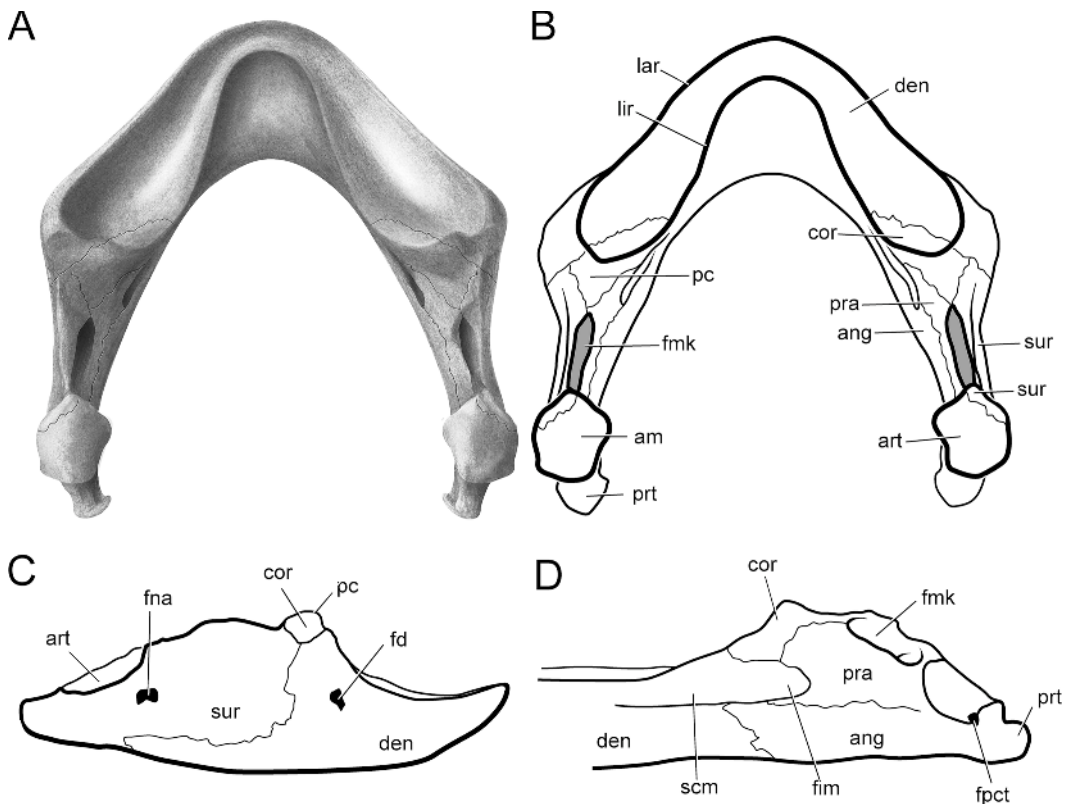 A
B
lar
lir
den
cor
pc
pra
ang
fmk
sur
sur
am
art
prt
C
cor
pc
fna
fd
art
sur
den
D
cor
fmk
pra
prt
den
ang
scm
fim
fpct